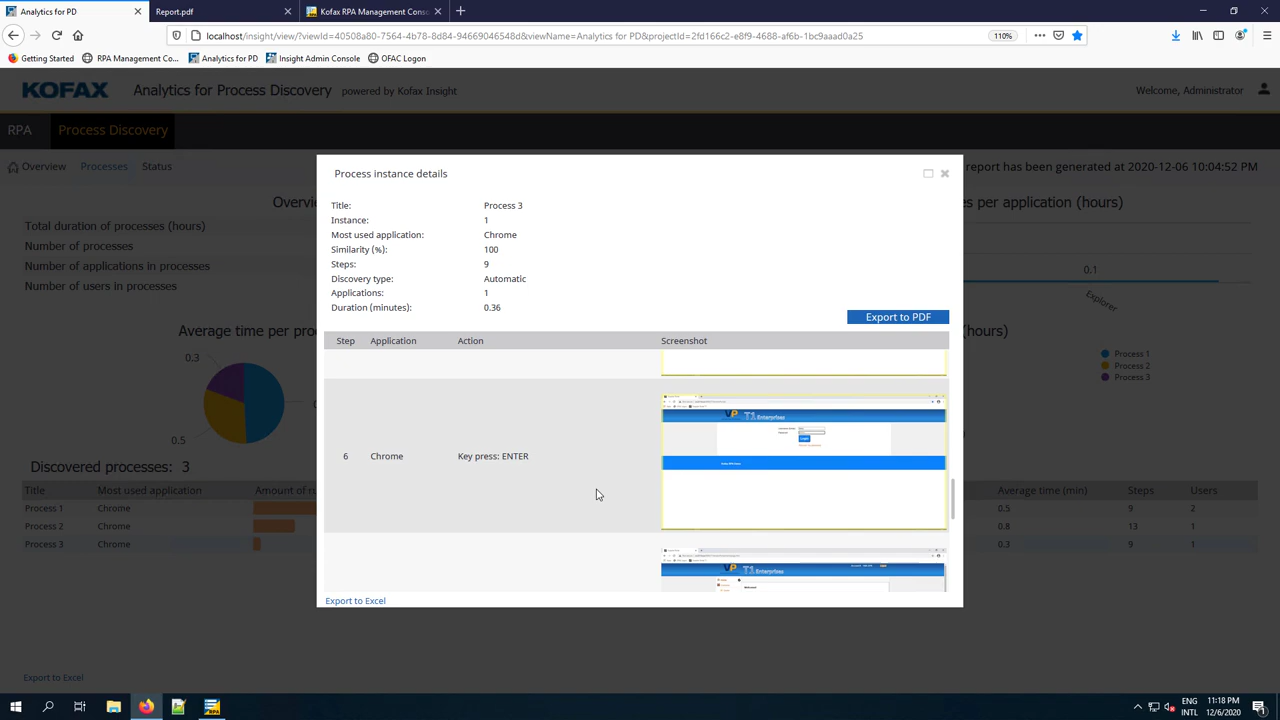 Analytics for PD
Report.pdf
Kofax RPA Management Conso
localhost/insight/view/?viewId=40508a80-7564-4b78-8d84-94669046548d&viewName=Analytics for PD&projectId=2fd166c2-e8f9-4688-af6b-1bc9aaad0a25
110%
Getting Started
RPA Management Co...
Analytics for PD
Insight Admin Console
OFAC Logon
KOFAX
Analytics for Process Discovery powered by Kofax Insight
Welcome, Administrator
RPA
Process Discovery
Overview
Processes
Status
report has been generated at 2020-12-06 10:04:52 PM
Process instance details
Title: Process 3
Instance: 1
Most used application: Chrome
Similarity (%): 100
Steps: 9
Discovery type: Automatic
Applications: 1
Duration (minutes): 0.36
Export to PDF
Step Application Action Screenshot
VP T1 Enterprises
Login
6 Chrome Key press: ENTER
VP T1 Enterprises
Export to Excel
Overvie
Total duration of processes (hours)
Number of processes
Number of applications in processes
Number of users in processes
es per application (hours)
0.1
Explorer
Average time per pro
(hours)
0.3
0.
0.5
Process 1
Process 2
Process 3
Discovered processes: 3
Title Most used application Amount of ru
Average time (min) Steps Users
Process 1 Chrome
0.5 9 2
Process 2 Chrome
0.8 13 1
Process 3 Chrome
0.3 9 1
Export to Excel
ENG
INTL
11:18 PM
12/6/2020
1